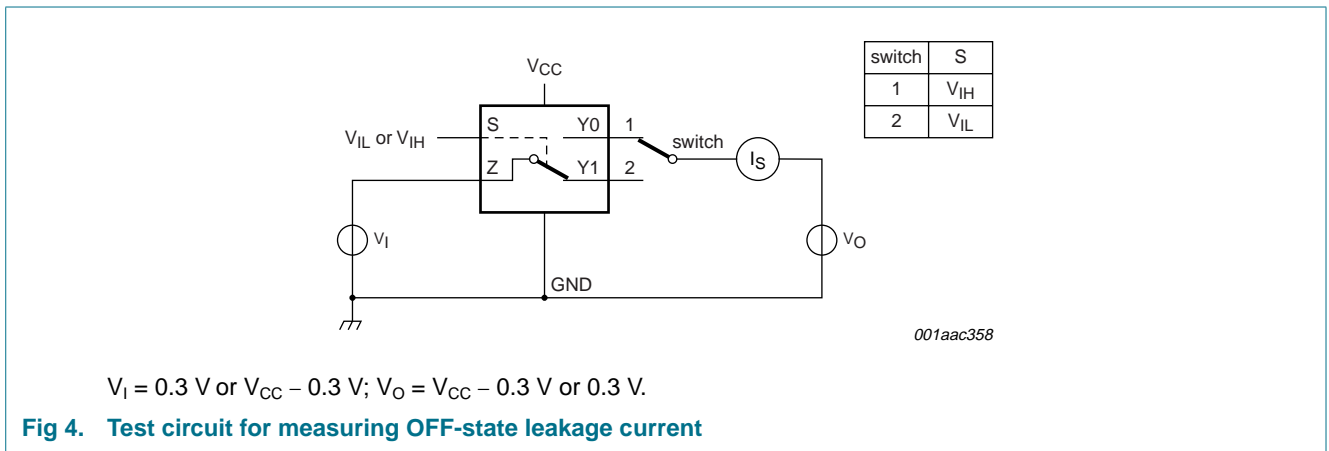 switch S
1 VIH
2 VIL
VCC
VIL or VIH
S
Y0
1
switch
Z
Y1
2
IS
VI
VO
GND
001aac358
VI = 0.3 V or VCC − 0.3 V; VO = VCC − 0.3 V or 0.3 V.
Fig 4. Test circuit for measuring OFF-state leakage current